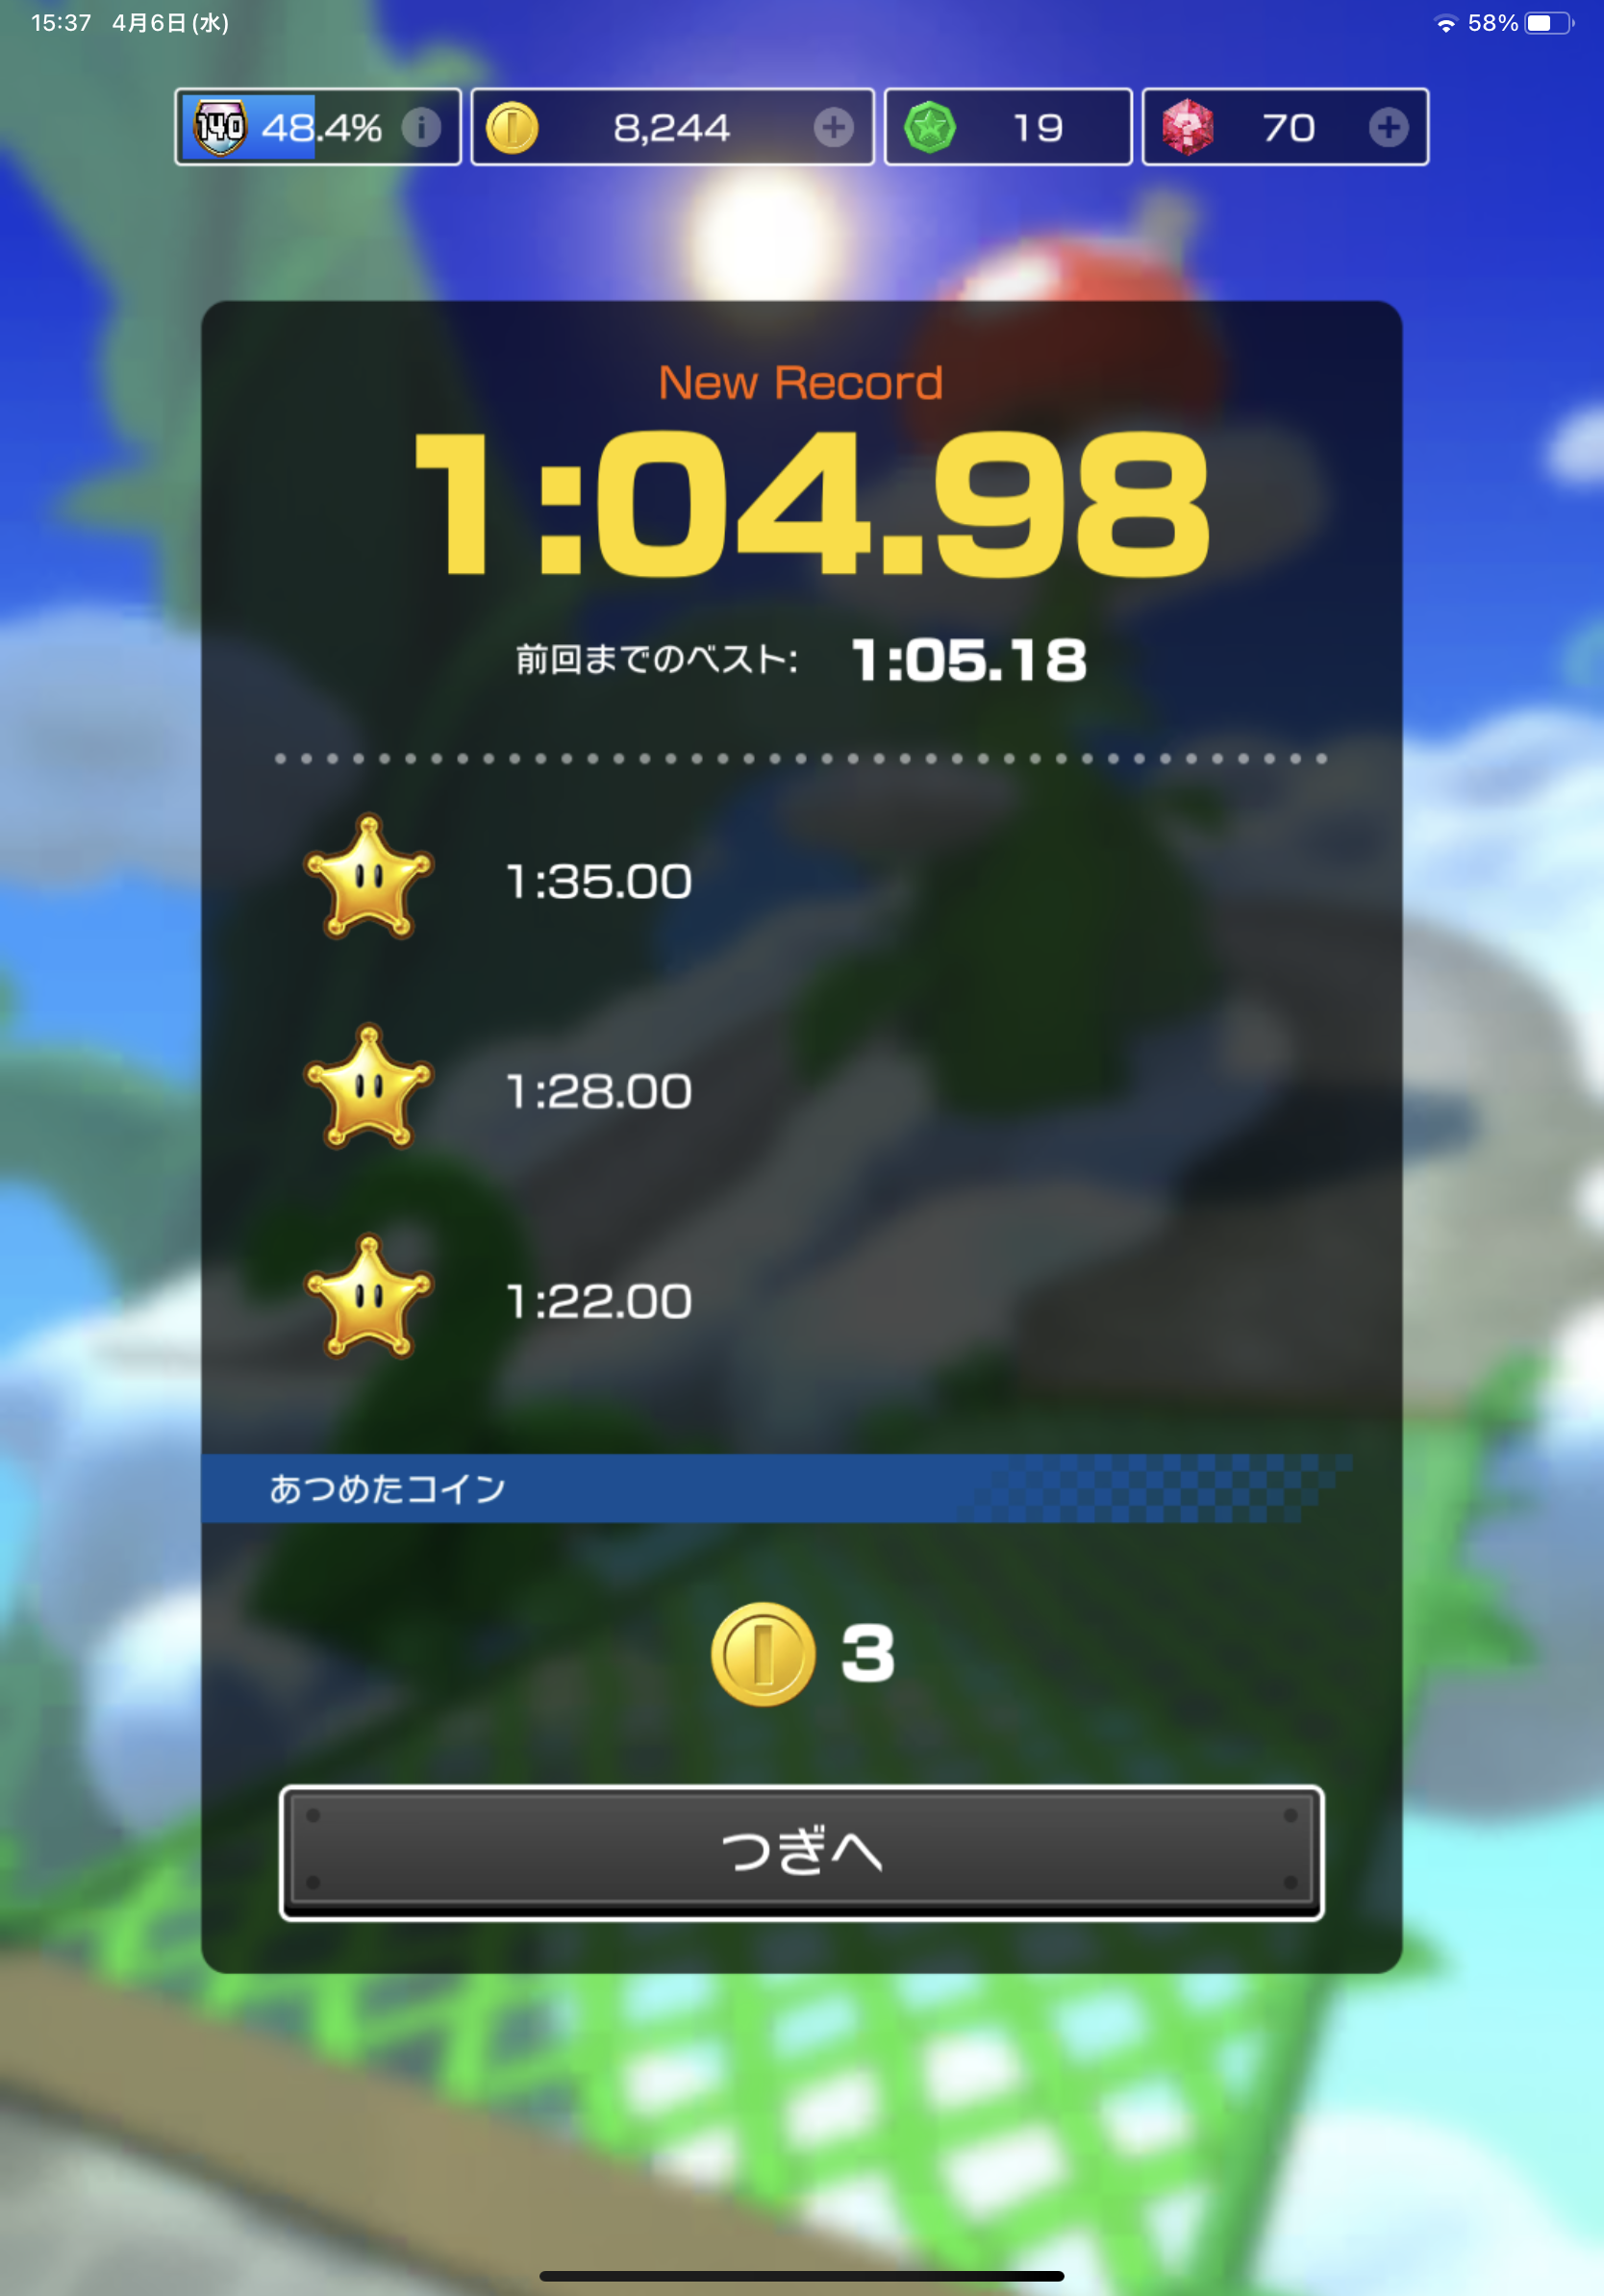 15:37 4月6日(水) 58%
140 48.4% i 8,244 + 19 ? 70 +
New Record
1:04.98
前回までのベスト: 1:05.18
1:35.00
1:28.00
1:22.00
あつめたコイン
3
つぎへ